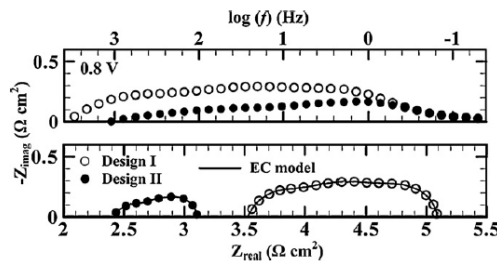 log (f) (Hz)
3 2 1 0 -1
0.5
0.8 V
0
-Zimag (Ω cm²)
0.5
Design I
EC model
Design II
0
2 2.5 3 3.5 4 4.5 5 5.5
Zreal (Ω cm²)